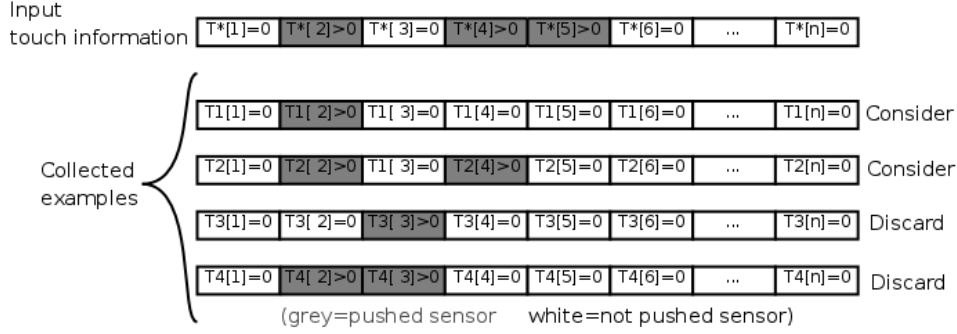 Input
touch information
T*[1]=0 T*[ 2]>0 T*[ 3]=0 T*[4]>0 T*[5]>0 T*[6]=0 ... T*[n]=0
T1[1]=0 T1[ 2]>0 T1[ 3]=0 T1[4]=0 T1[5]=0 T1[6]=0 ... T1[n]=0 Consider
Collected
examples
T2[1]=0 T2[ 2]>0 T1[ 3]=0 T2[4]>0 T2[5]=0 T2[6]=0 ... T2[n]=0 Consider
T3[1]=0 T3[ 2]=0 T3[ 3]>0 T3[4]=0 T3[5]=0 T3[6]=0 ... T3[n]=0 Discard
T4[1]=0 T4[ 2]>0 T4[ 3]>0 T4[4]=0 T4[5]=0 T4[6]=0 ... T4[n]=0 Discard
(grey=pushed sensor white=not pushed sensor)